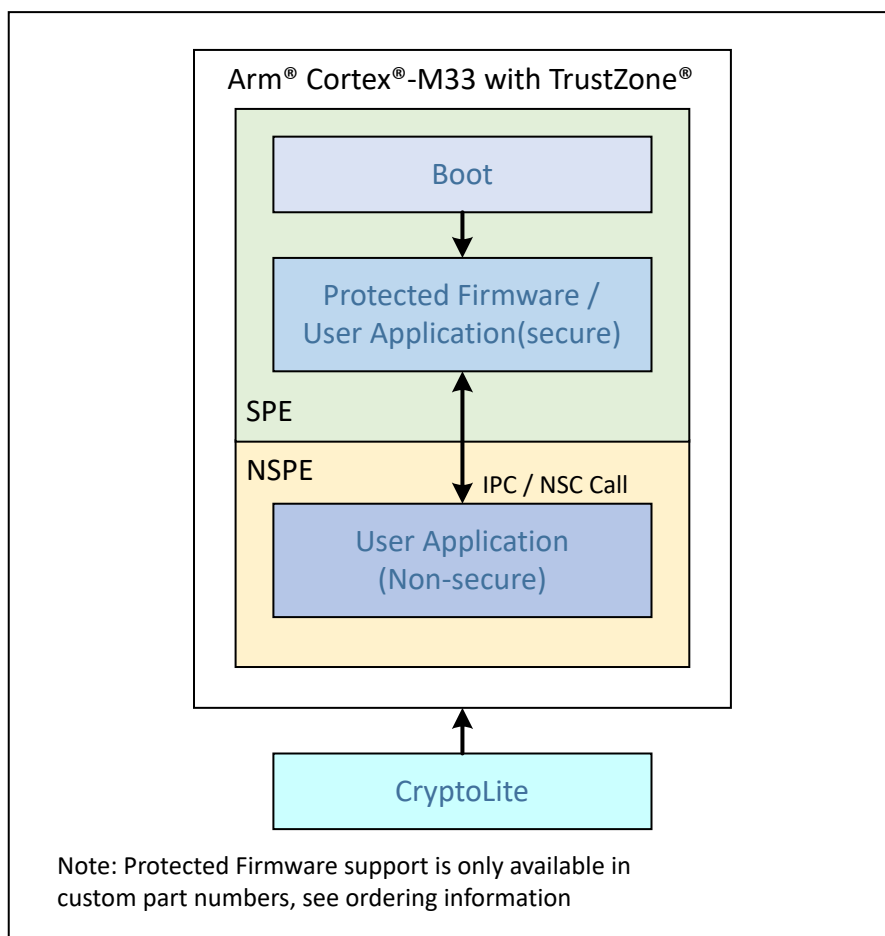 Arm® Cortex®-M33 with TrustZone®
Boot
Protected Firmware /
User Application(secure)
SPE
NSPE
IPC / NSC Call
User Application
(Non-secure)
CryptoLite
Note: Protected Firmware support is only available in
custom part numbers, see ordering information